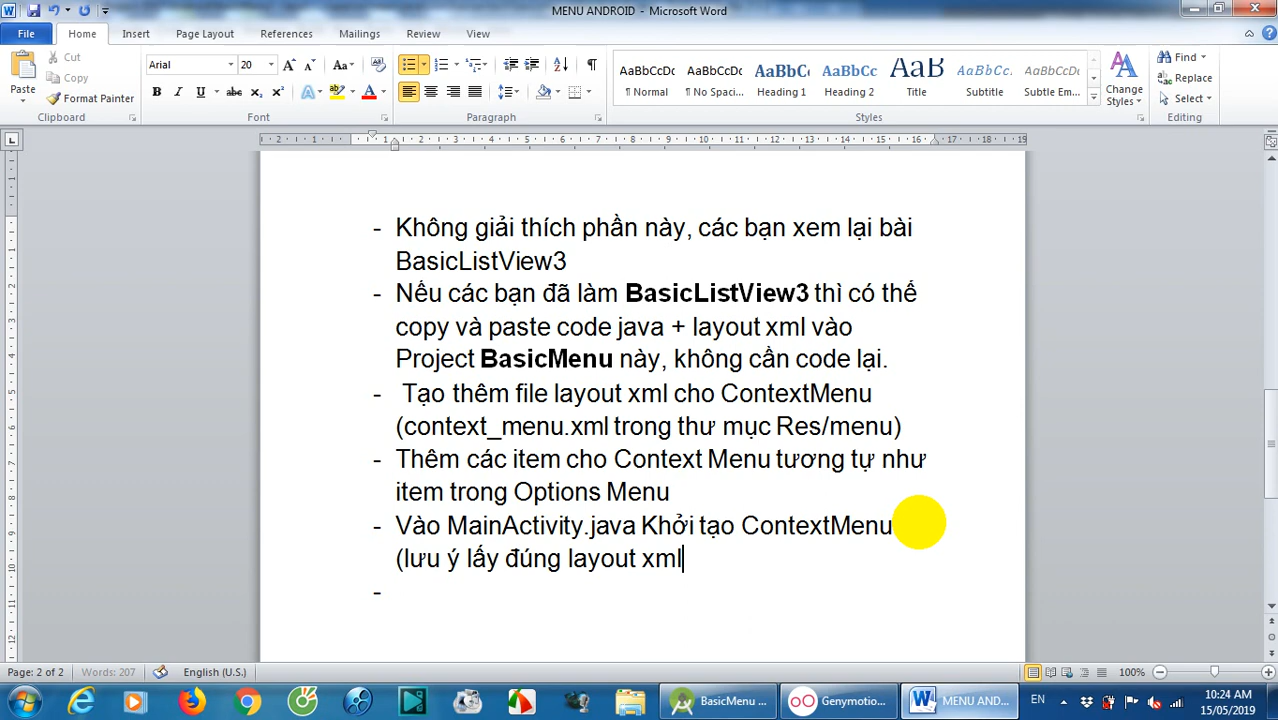 MENU ANDROID - Microsoft Word
File Home Insert Page Layout References Mailings Review View
Paste
Cut
Copy
Format Painter
Clipboard
Arial 20
Font
Paragraph
AaBbCcDc AaBbCcDc AaBbCc AaBbCc AaB AaBbCcL AaBbCcDc
¶ Normal ¶ No Spaci... Heading 1 Heading 2 Title Subtitle Subtle Em...
Change Styles
Styles
Find
Replace
Select
Editing
- Không giải thích phần này, các bạn xem lại bài
BasicListView3
- Nếu các bạn đã làm BasicListView3 thì có thể
copy và paste code java + layout xml vào
Project BasicMenu này, không cần code lại.
- Tạo thêm file layout xml cho ContextMenu
(context_menu.xml trong thư mục Res/menu)
- Thêm các item cho Context Menu tương tự như
item trong Options Menu
- Vào MainActivity.java Khởi tạo ContextMenu
(lưu ý lấy đúng layout xml
-
Page: 2 of 2 Words: 207 English (U.S.) 100%
BasicMenu ... Genymotio... MENU AND... EN 10:24 AM
15/05/2019